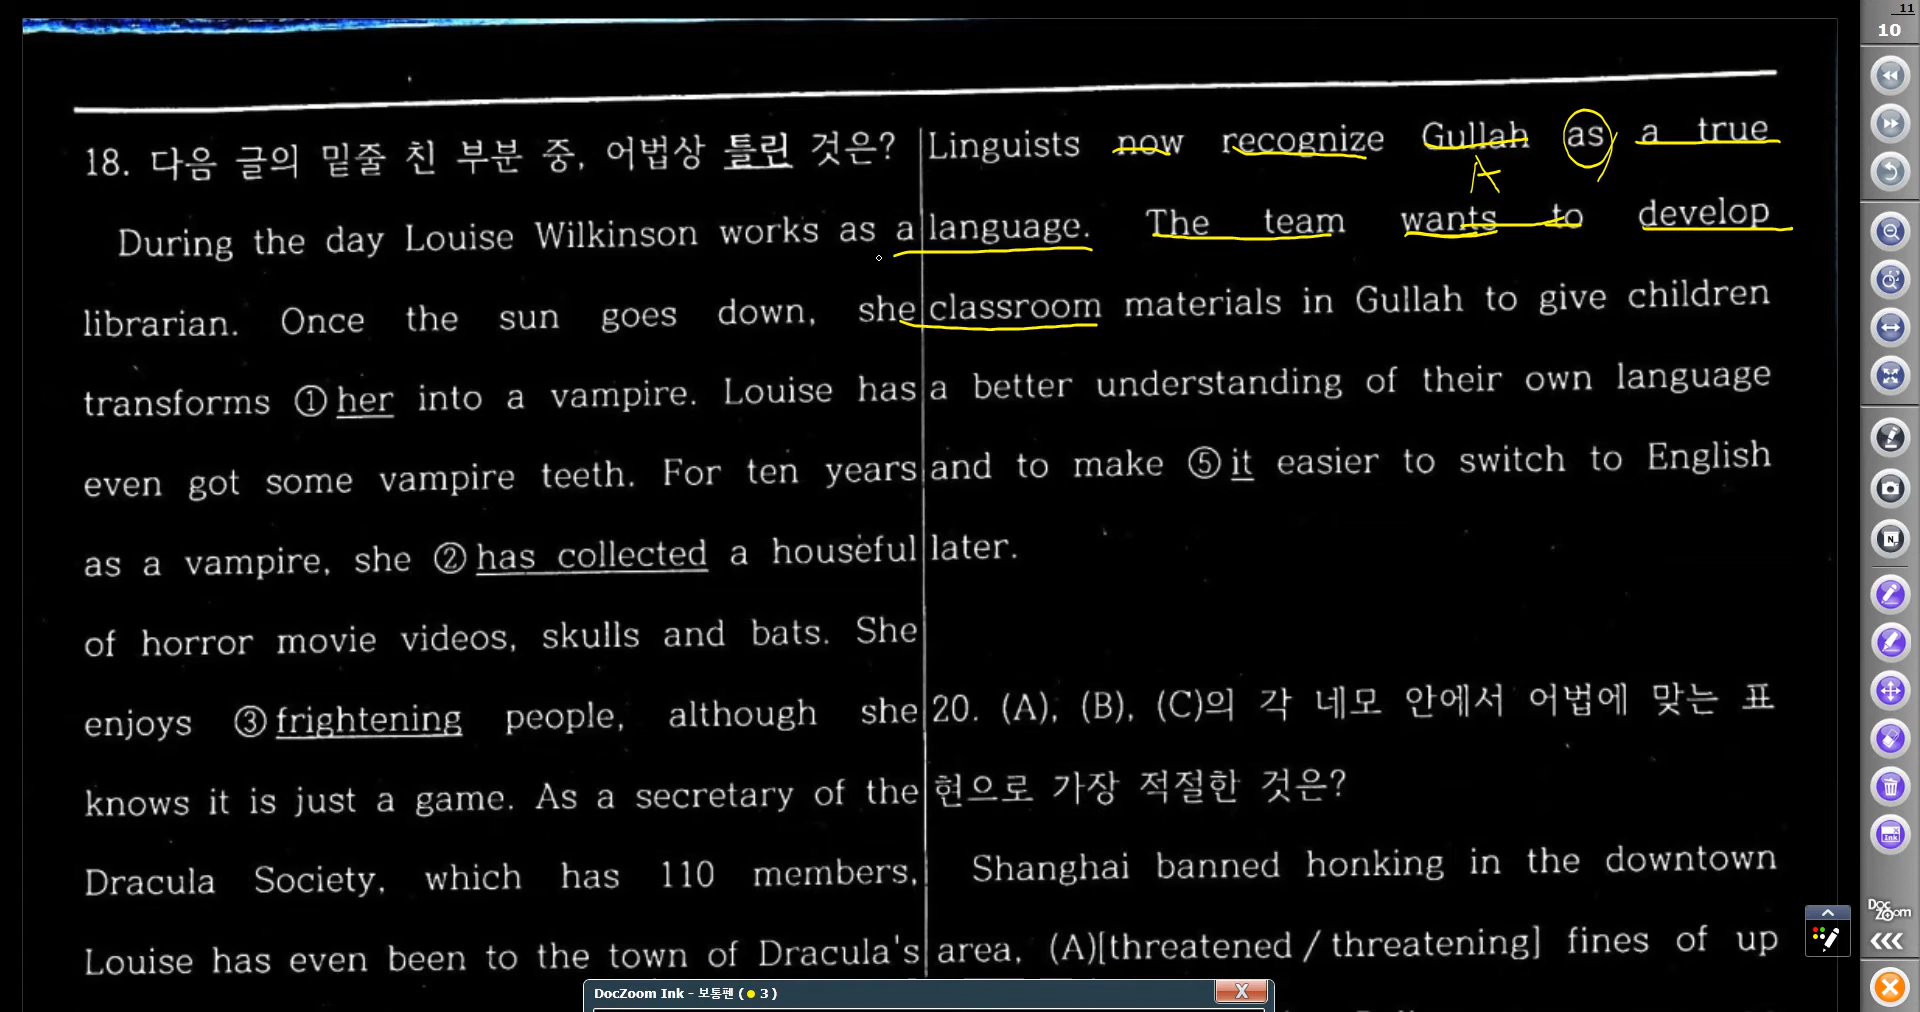 11
10
18. 다음 글의 밑줄 친 부분 중, 어법상 틀린 것은?
During the day Louise Wilkinson works as a
librarian. Once the sun goes down, she
transforms ① her into a vampire. Louise has
even got some vampire teeth. For ten years
as a vampire, she ② has collected a houseful
of horror movie videos, skulls and bats. She
enjoys ③ frightening people, although she
knows it is just a game. As a secretary of the
Dracula Society, which has 110 members,
Louise has even been to the town of Dracula's
Linguists now recognize Gullah as a true
A
language. The team wants to develop
classroom materials in Gullah to give children
a better understanding of their own language
and to make ⑤ it easier to switch to English
later.
20. (A), (B), (C)의 각 네모 안에서 어법에 맞는 표
현으로 가장 적절한 것은?
Shanghai banned honking in the downtown
area, (A)[threatened / threatening] fines of up
DocZoom Ink - 보통펜 ( 3 )
X
Doc
Zoom